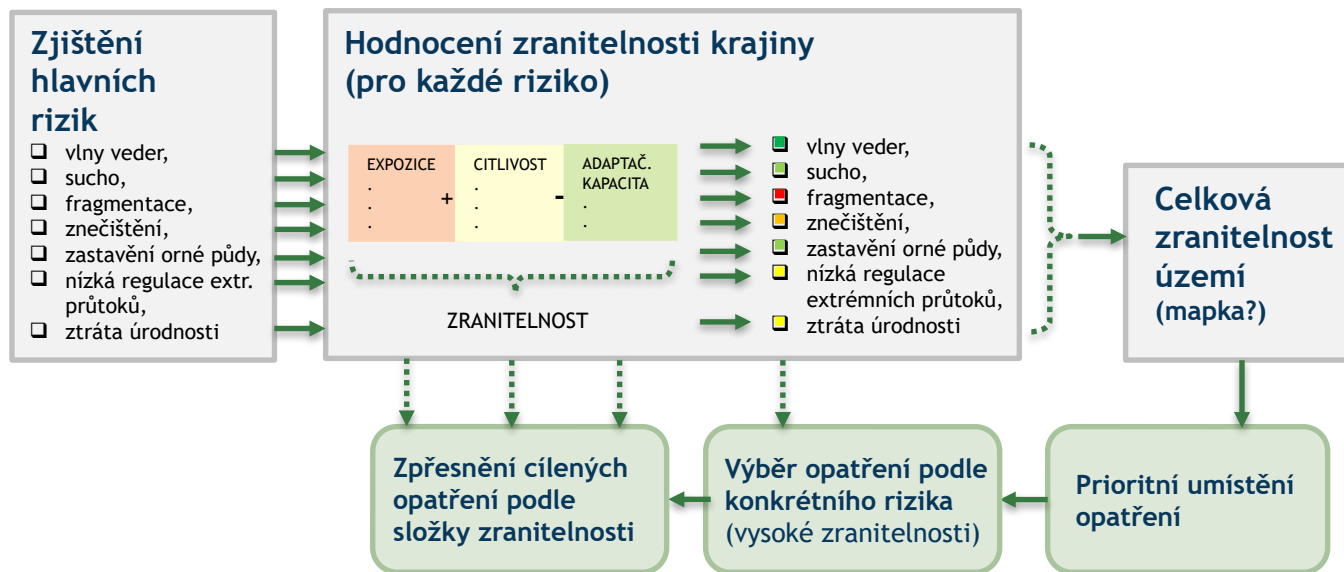 Zjištění
hlavních
rizik
❑ vlny veder,
❑ sucho,
❑ fragmentace,
❑ znečištění,
❑ zastavění orné půdy,
❑ nízká regulace extr.
průtoků,
❑ ztráta úrodnosti
Hodnocení zranitelnosti krajiny
(pro každé riziko)
EXPOZICE
.
.
.
+
CITLIVOST
.
.
.
-
ADAPTAČ.
KAPACITA
.
.
ZRANITELNOST
❑ vlny veder,
❑ sucho,
❑ fragmentace,
❑ znečištění,
❑ zastavění orné půdy,
❑ nízká regulace
extrémních průtoků,
❑ ztráta úrodnosti
Celková
zranitelnost
území
(mapka?)
Zpřesnění cílených
opatření podle
složky zranitelnosti
Výběr opatření podle
konkrétního rizika
(vysoké zranitelnosti)
Prioritní umístění
opatření